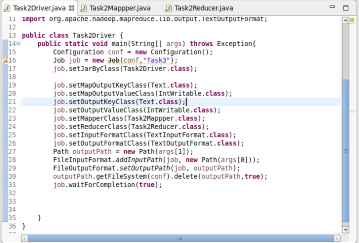 Task2Driver.java
Task2Mappper.java
Task2Reducer.java
11 import org.apache.hadoop.mapreduce.lib.output.TextOutputFormat;
12
13 public class Task2Driver {
14 public static void main(String[] args) throws Exception{
15 Configuration conf = new Configuration();
16 Job job = new Job(conf,"Task3");
17 job.setJarByClass(Task2Driver.class);
18
19 job.setMapOutputKeyClass(Text.class);
20 job.setMapOutputValueClass(IntWritable.class);
21 job.setOutputKeyClass(Text.class);
22 job.setOutputValueClass(IntWritable.class);
23 job.setMapperClass(Task2Mappper.class);
24 job.setReducerClass(Task2Reducer.class);
25 job.setInputFormatClass(TextInputFormat.class);
26 job.setOutputFormatClass(TextOutputFormat.class);
27 Path outputPath = new Path(args[1]);
28 FileInputFormat.addInputPath(job, new Path(args[0]));
29 FileOutputFormat.setOutputPath(job, outputPath);
30 outputPath.getFileSystem(conf).delete(outputPath,true);
31 job.waitForCompletion(true);
32
33
34
35 }
36 }